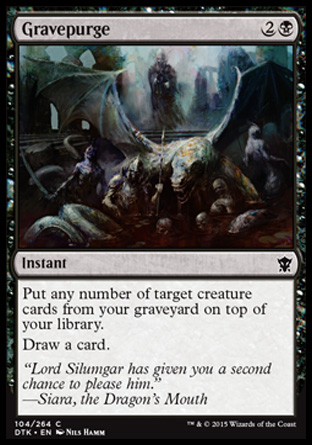 Gravepurge 2
Instant
Put any number of target creature
cards from your graveyard on top of
your library.
Draw a card.
“Lord Silumgar has given you a second
chance to please him.”
—Siara, the Dragon's Mouth
104/264 C
DTK • EN Nils Hamm
™ & © 2015 Wizards of the Coast